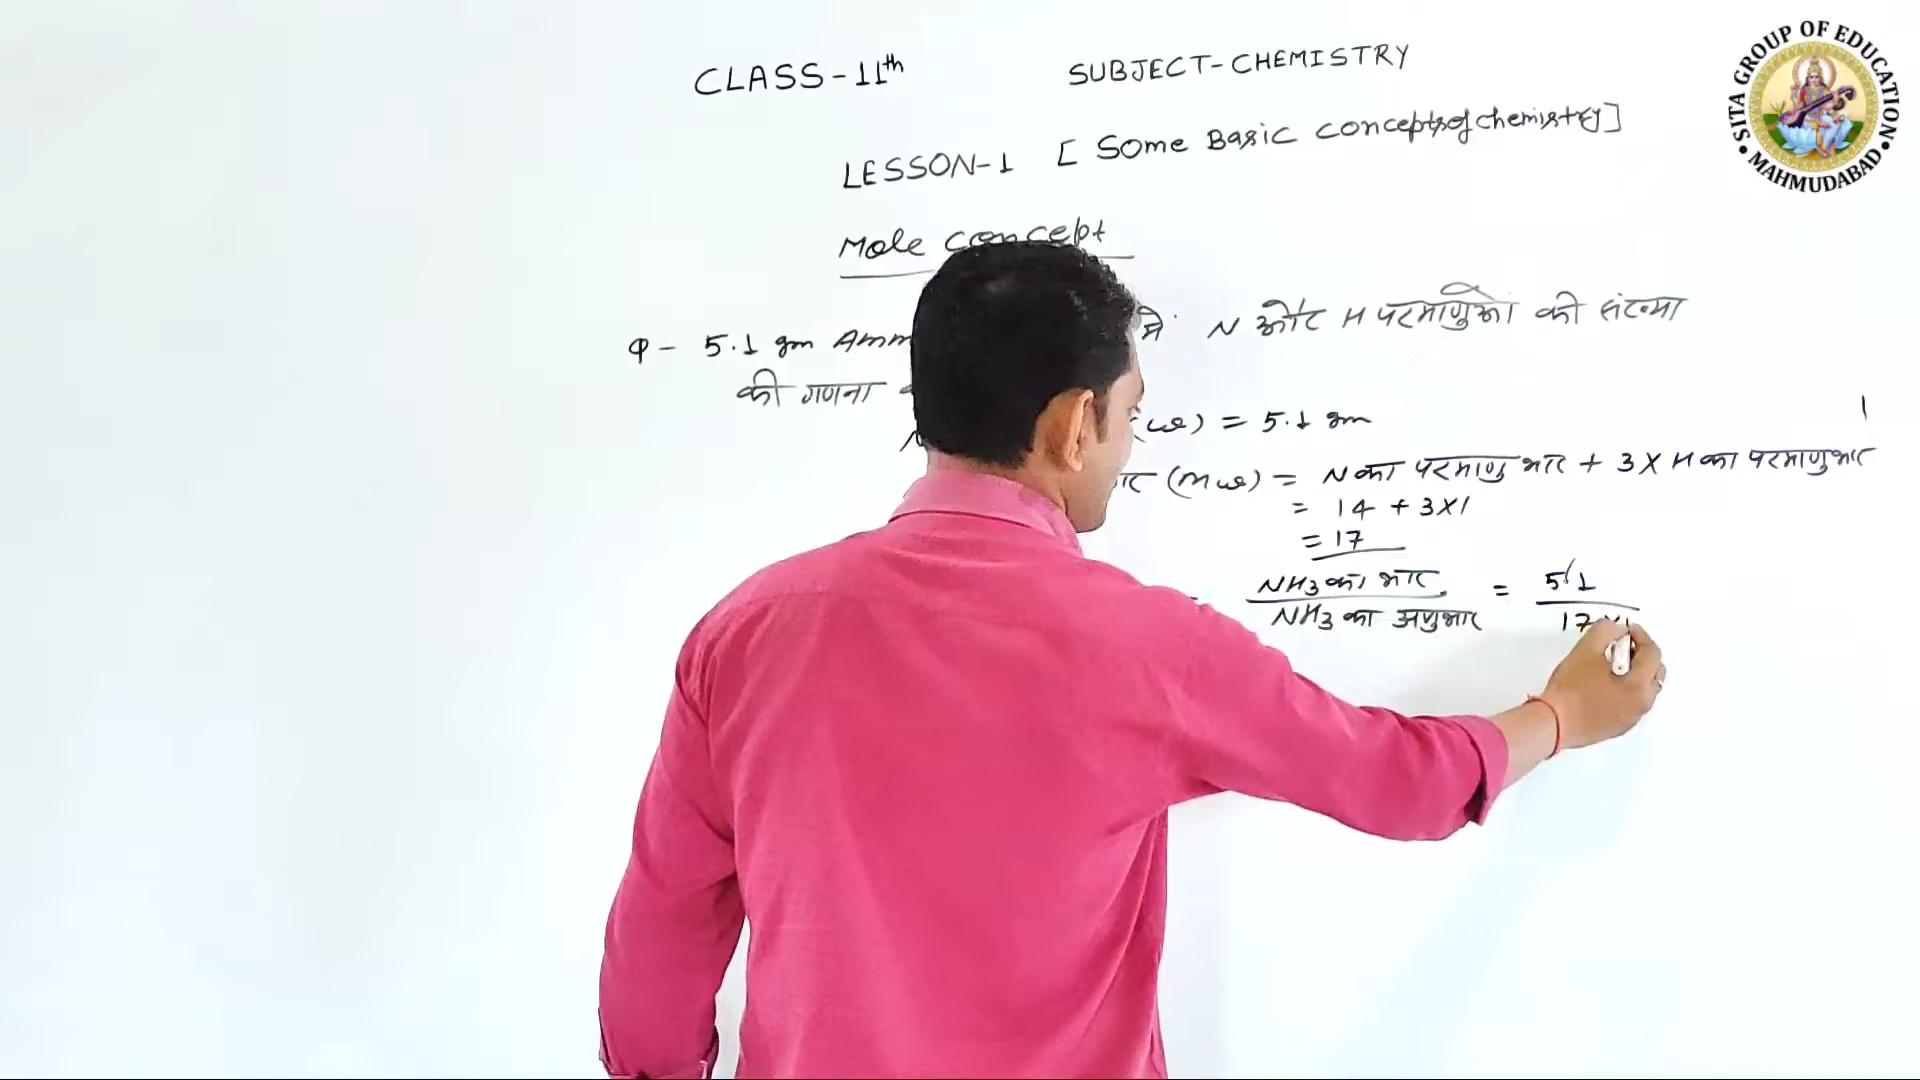 CLASS-11th SUBJECT-CHEMISTRY
LESSON-1 [Some Basic concepts of chemistry]
Mole concept
Q- 5.1 gm में N और H परमाणुओं की संख्या
की गणना
(wt) = 5.1 gm
(Mwt) = N का परमाणु भार + 3 X H का परमाणु भार
= 14 + 3X1
= 17
NH3 का भार = 5.1
NH3 का अणुभार 17
SITA GROUP OF EDUCATION
MAHMUDABAD